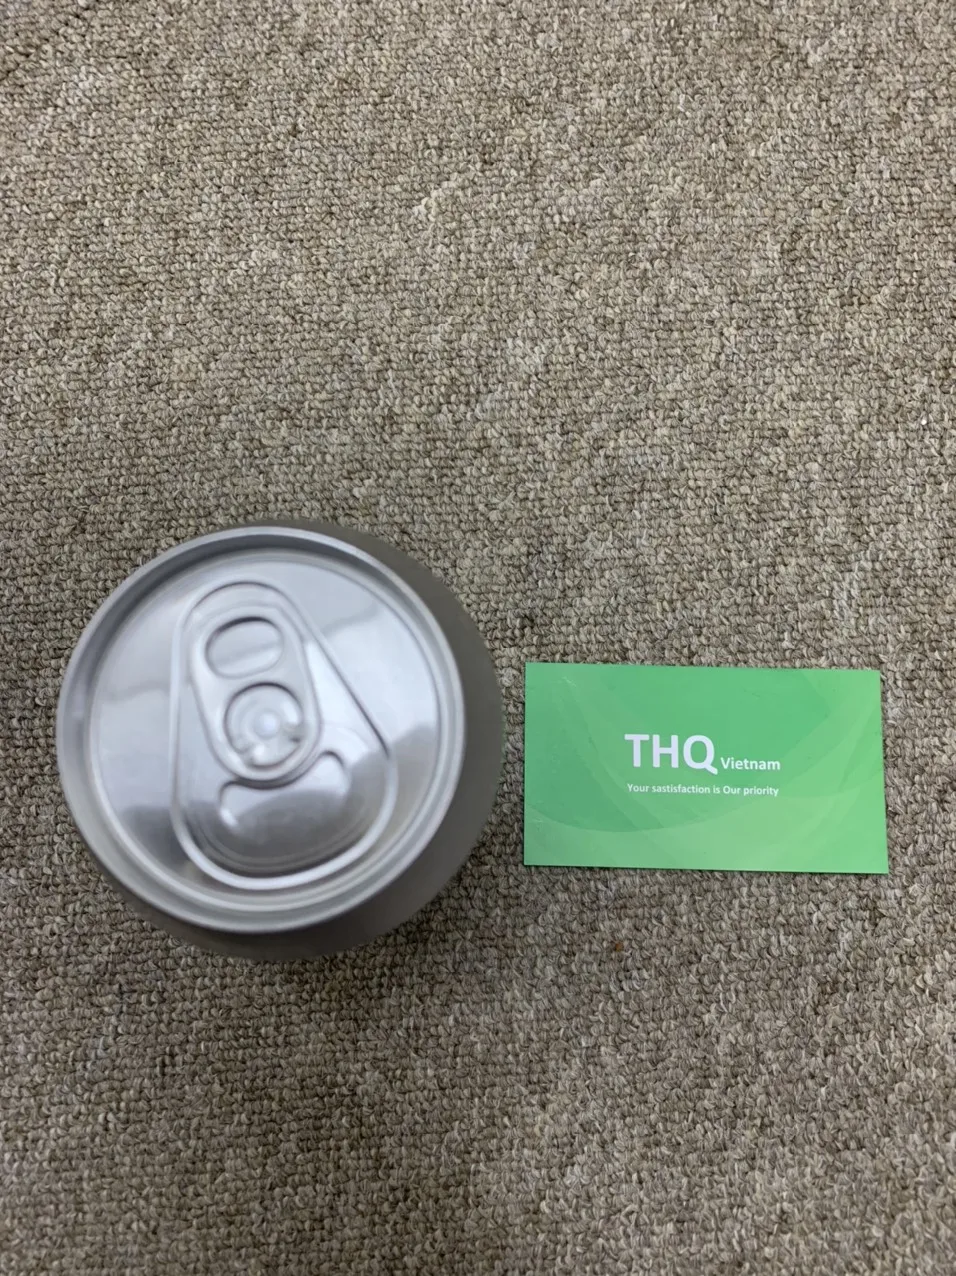 THQ Vietnam
Your sastisfaction is Our priority